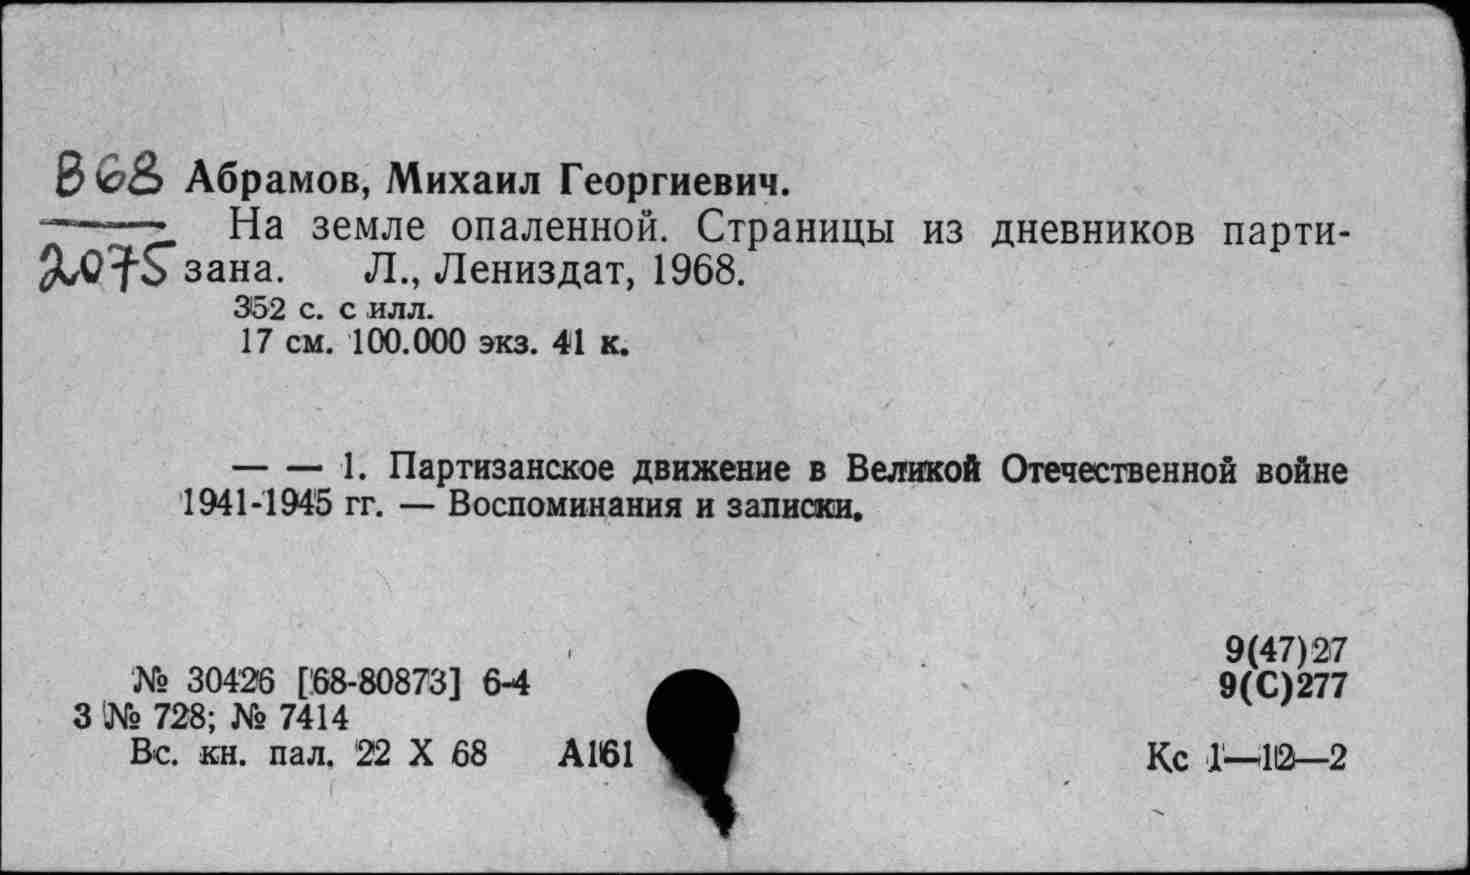 В68 Абрамов, Михаил Георгиевич.
На земле опаленной. Страницы из дневников парти-
2075 зана. Л., Лениздат, 1968.
352 с. с илл.
17 см. 100.000 экз. 41 к.
— — 1. Партизанское движение в Великой Отечественной войне
1941-1945 гг. — Воспоминания и записки.
9(47)27
№ 30426 [68-80873] 6-4
9(С)277
З № 728; № 7414
Вс. кн. пал. 22 X 68 А161
Кс 1—12—2